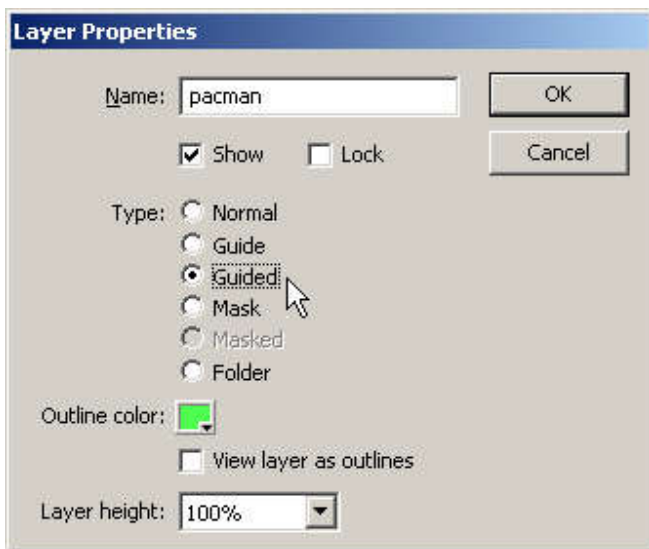 Layer Properties
Name: pacman OK
Show Lock Cancel
Type: Normal
Guide
Guided
Mask
Masked
Folder
Outline color:
View layer as outlines
Layer height: 100%